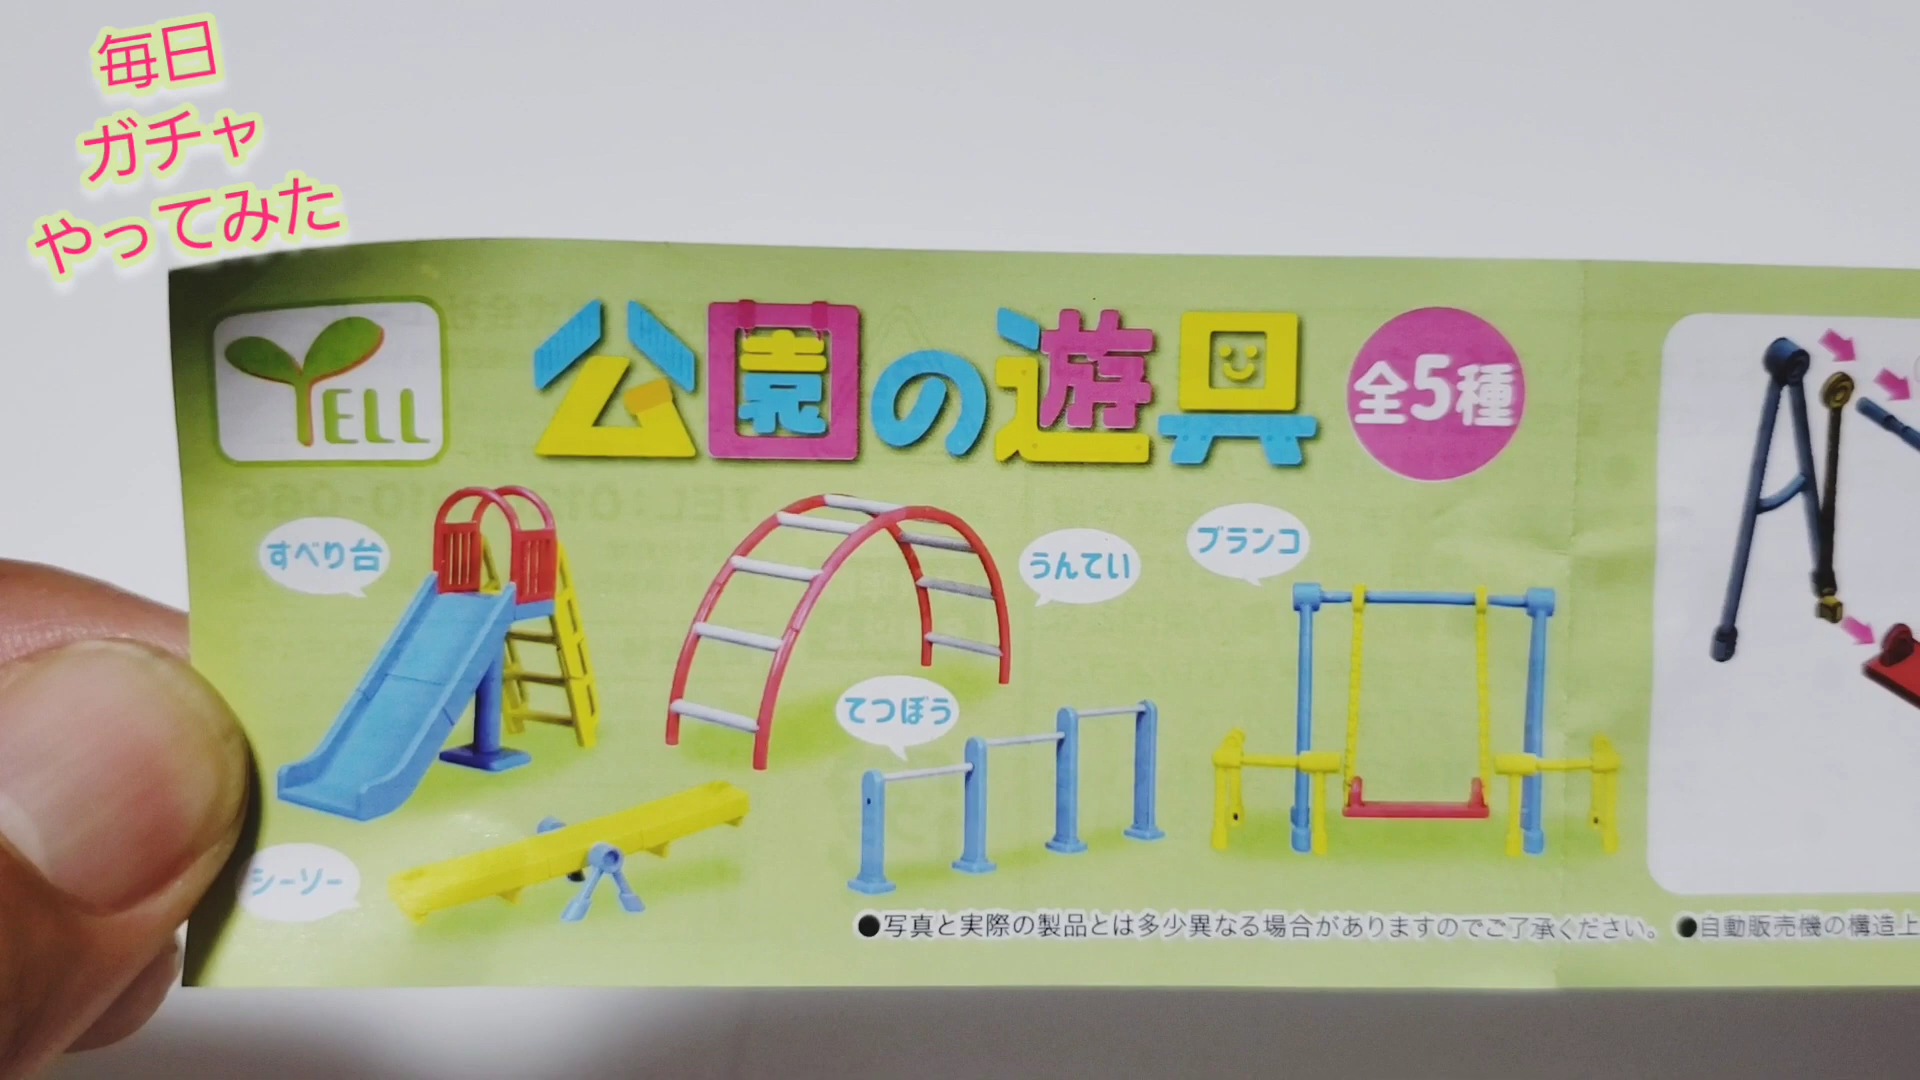 毎日
ガチャ
やってみた
YELL
公園の遊具
全5種
すべり台
うんてい
ブランコ
てつぼう
シーソー
●写真と実際の製品とは多少異なる場合がありますのでご了承ください。 ●自動販売機の構造上